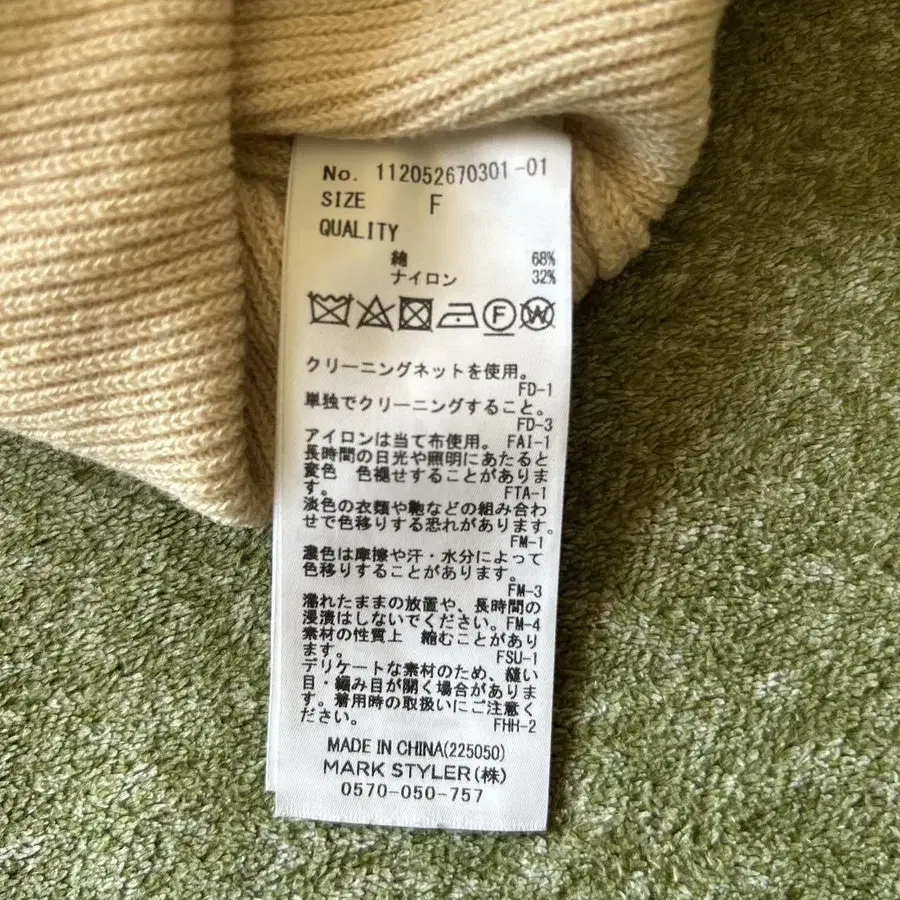 No. 112052670301-01
SIZE F
QUALITY
綿 68%
ナイロン 32%
F W
クリーニングネットを使用。
FD-1
単独でクリーニングすること。
FD-3
アイロンは当て布使用。 FAI-1
長時間の日光や照明にあたると
変色 色褪せすることがありま
す。 FTA-1
淡色の衣類や鞄などの組み合わ
せで色移りする恐れがあります。
FM-1
濃色は摩擦や汗・水分によって
色移りすることがあります。
FM-3
濡れたままの放置や、長時間の
浸漬はしないでください。FM-4
素材の性質上 縮むことがあり
ます。 FSU-1
デリケートな素材のため、縫い
目・編み目が開く場合がありま
す。着用時の取扱いにご注意
ください。 FHH-2
MADE IN CHINA(225050)
MARK STYLER(株)
0570-050-757